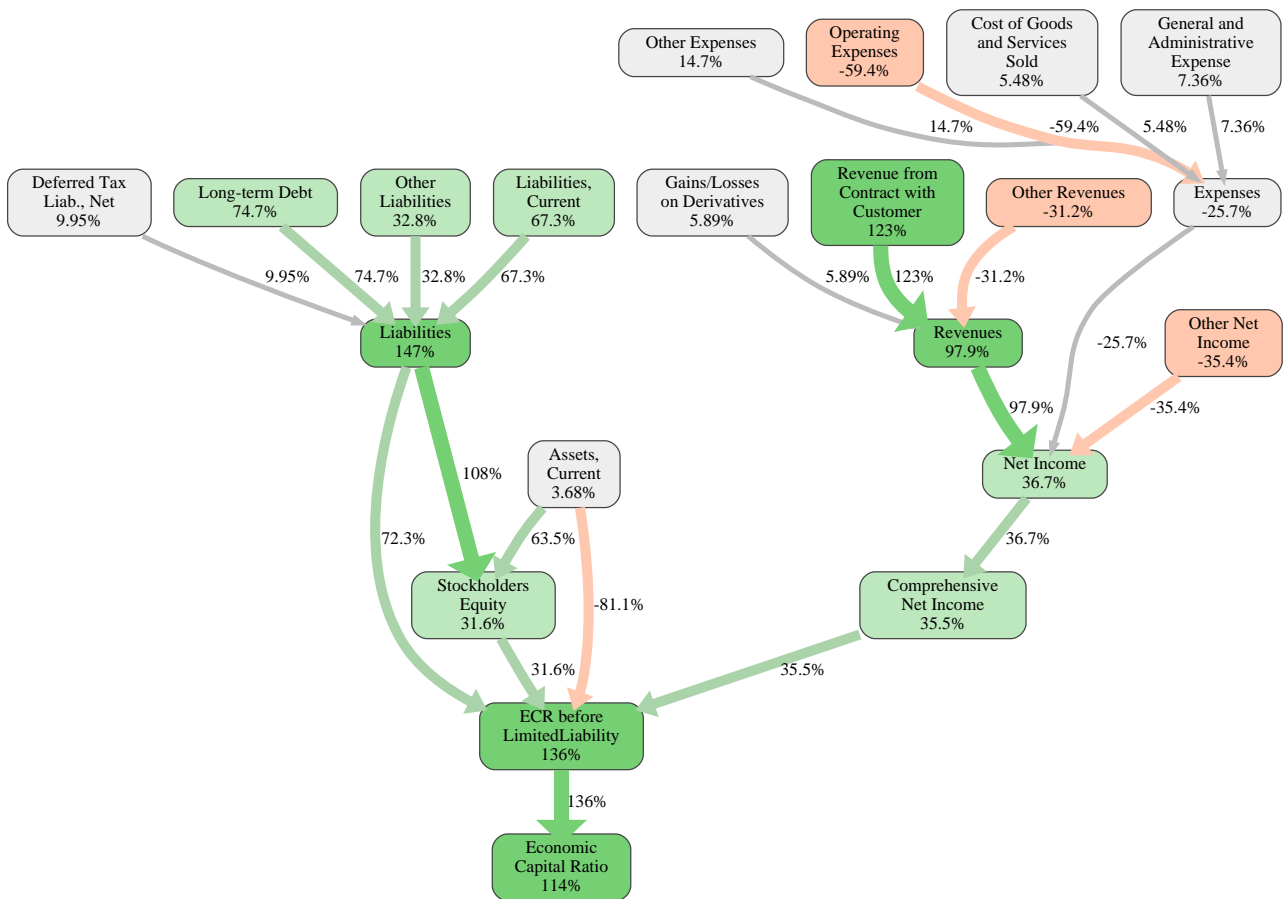 Other Expenses
14.7%
Operating
Expenses
-59.4%
Cost of Goods
and Services
Sold
5.48%
General and
Administrative
Expense
7.36%
14.7%
-59.4%
5.48%
7.36%
Deferred Tax
Liab., Net
9.95%
Long-term Debt
74.7%
Other
Liabilities
32.8%
Liabilities,
Current
67.3%
Gains/Losses
on Derivatives
5.89%
Revenue from
Contract with
Customer
123%
Other Revenues
-31.2%
Expenses
-25.7%
9.95%
74.7%
32.8%
67.3%
5.89%
123%
-31.2%
-25.7%
Liabilities
147%
Revenues
97.9%
Other Net
Income
-35.4%
97.9%
-35.4%
108%
Assets,
Current
3.68%
Net Income
36.7%
72.3%
63.5%
-81.1%
36.7%
Stockholders
Equity
31.6%
Comprehensive
Net Income
35.5%
31.6%
35.5%
ECR before
LimitedLiability
136%
136%
Economic
Capital Ratio
114%